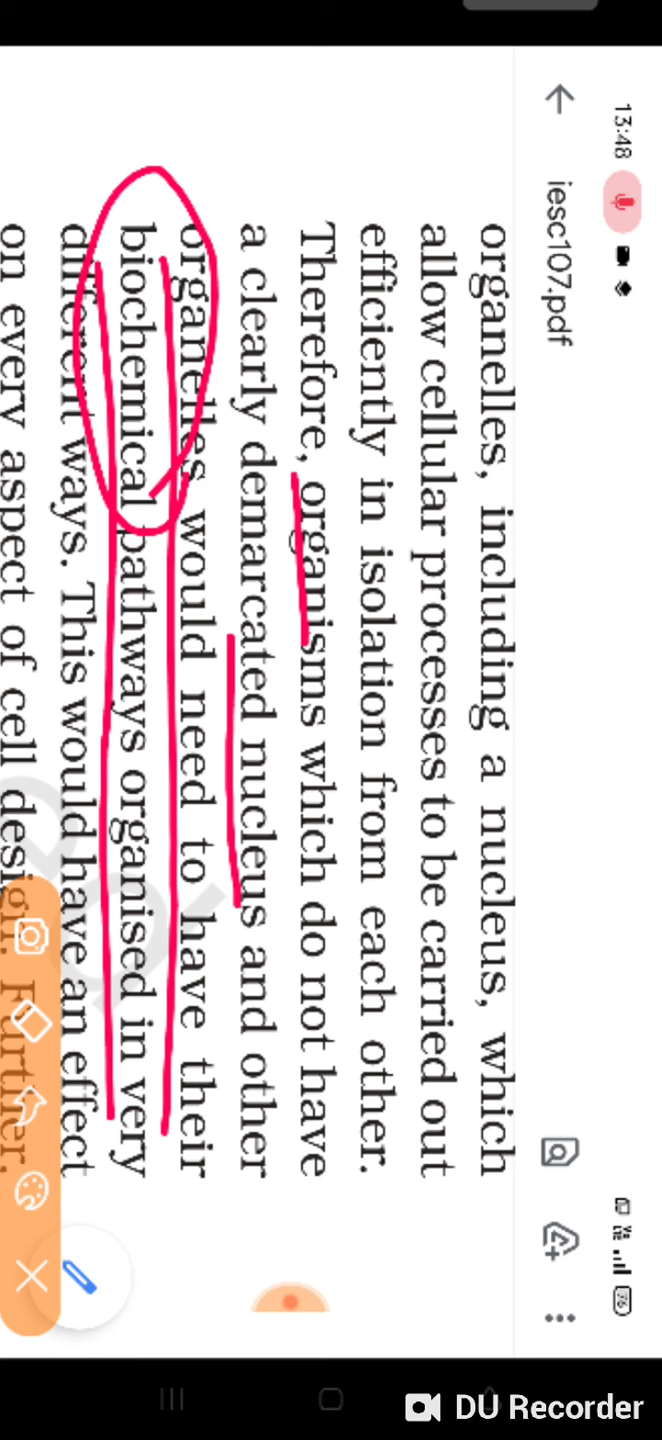 13:48
iesc107.pdf
organelles, including a nucleus, which
allow cellular processes to be carried out
efficiently in isolation from each other.
Therefore, organisms which do not have
a clearly demarcated nucleus and other
organelles would need to have their
biochemical pathways organised in very
different ways. This would have an effect
on every aspect of cell design. Further,
76
DU Recorder